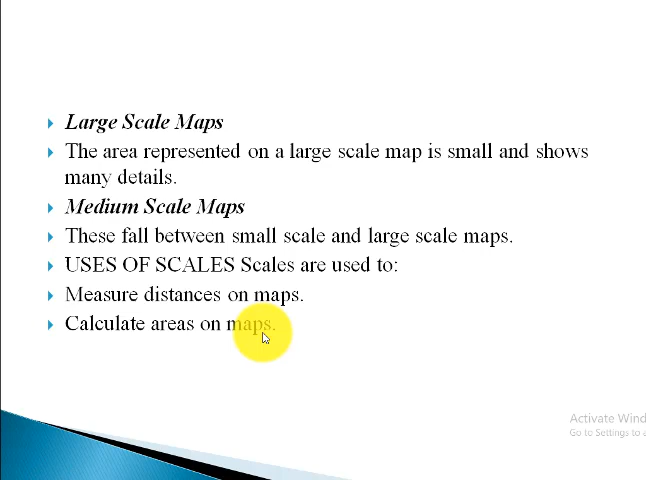 Large Scale Maps
The area represented on a large scale map is small and shows
many details.
Medium Scale Maps
These fall between small scale and large scale maps.
USES OF SCALES Scales are used to:
Measure distances on maps.
Calculate areas on maps.
Activate Wind
Go to Settings to a